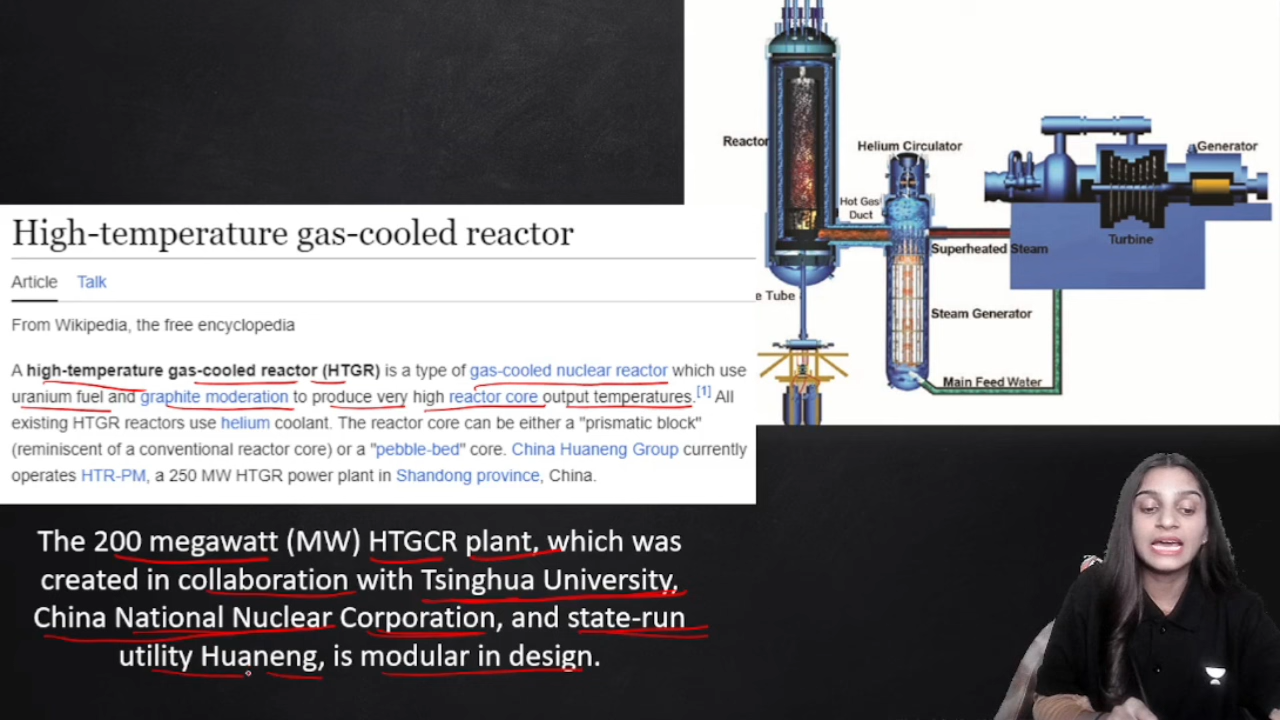 Reactor
Helium Circulator
Generator
Hot Gas
Duct
Turbine
Superheated Steam
e Tube
Steam Generator
Main Feed Water
High-temperature gas-cooled reactor
Article Talk
From Wikipedia, the free encyclopedia
A high-temperature gas-cooled reactor (HTGR) is a type of gas-cooled nuclear reactor which use
uranium fuel and graphite moderation to produce very high reactor core output temperatures.[1] All
existing HTGR reactors use helium coolant. The reactor core can be either a "prismatic block"
(reminiscent of a conventional reactor core) or a "pebble-bed" core. China Huaneng Group currently
operates HTR-PM, a 250 MW HTGR power plant in Shandong province, China.
The 200 megawatt (MW) HTGCR plant, which was
created in collaboration with Tsinghua University,
China National Nuclear Corporation, and state-run
utility Huaneng, is modular in design.